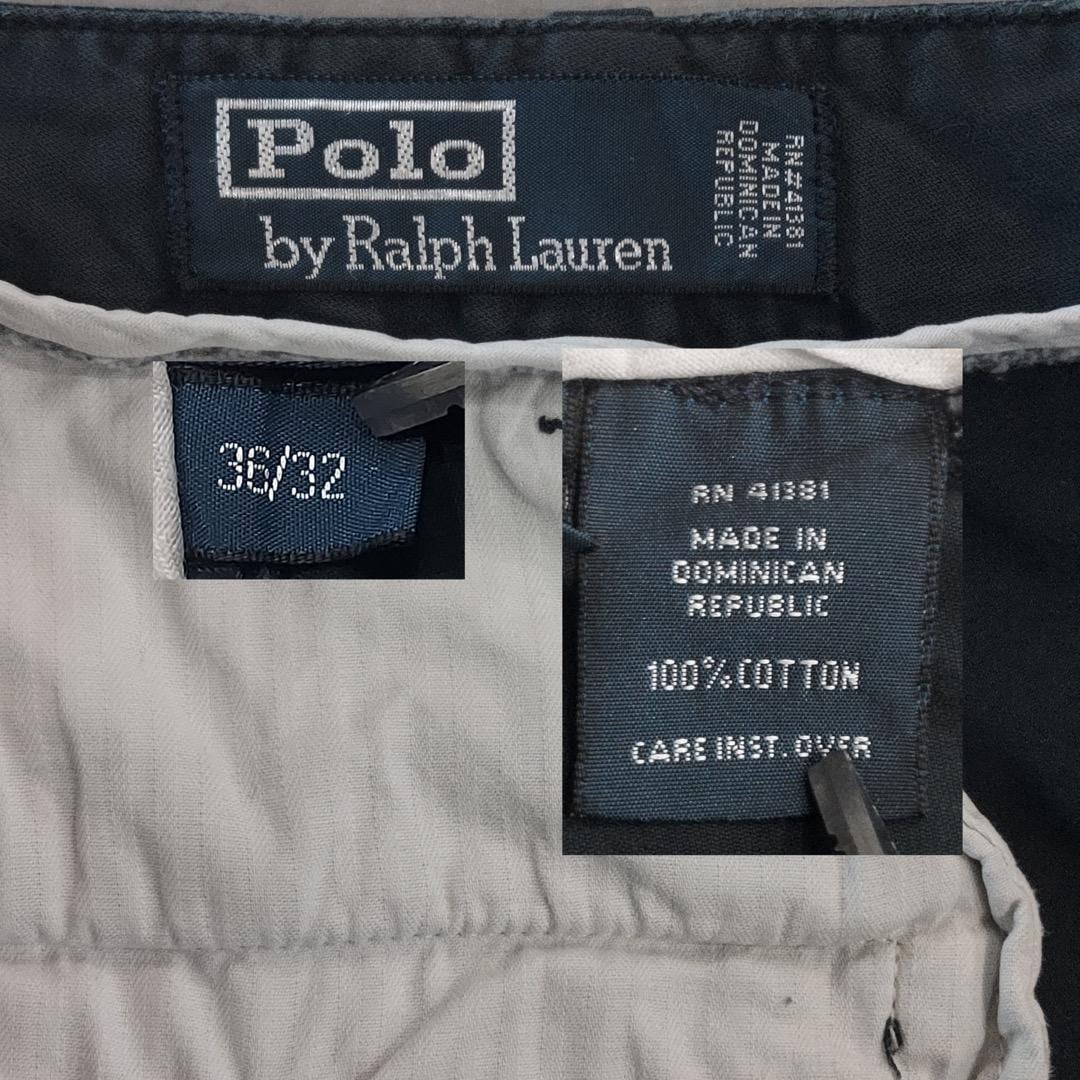 Polo
by Ralph Lauren
RN#41381
MADE IN
DOMINICAN
REPUBLIC
36/32
RN 41381
MADE IN
DOMINICAN
REPUBLIC
100% COTTON
CARE INST. OVER